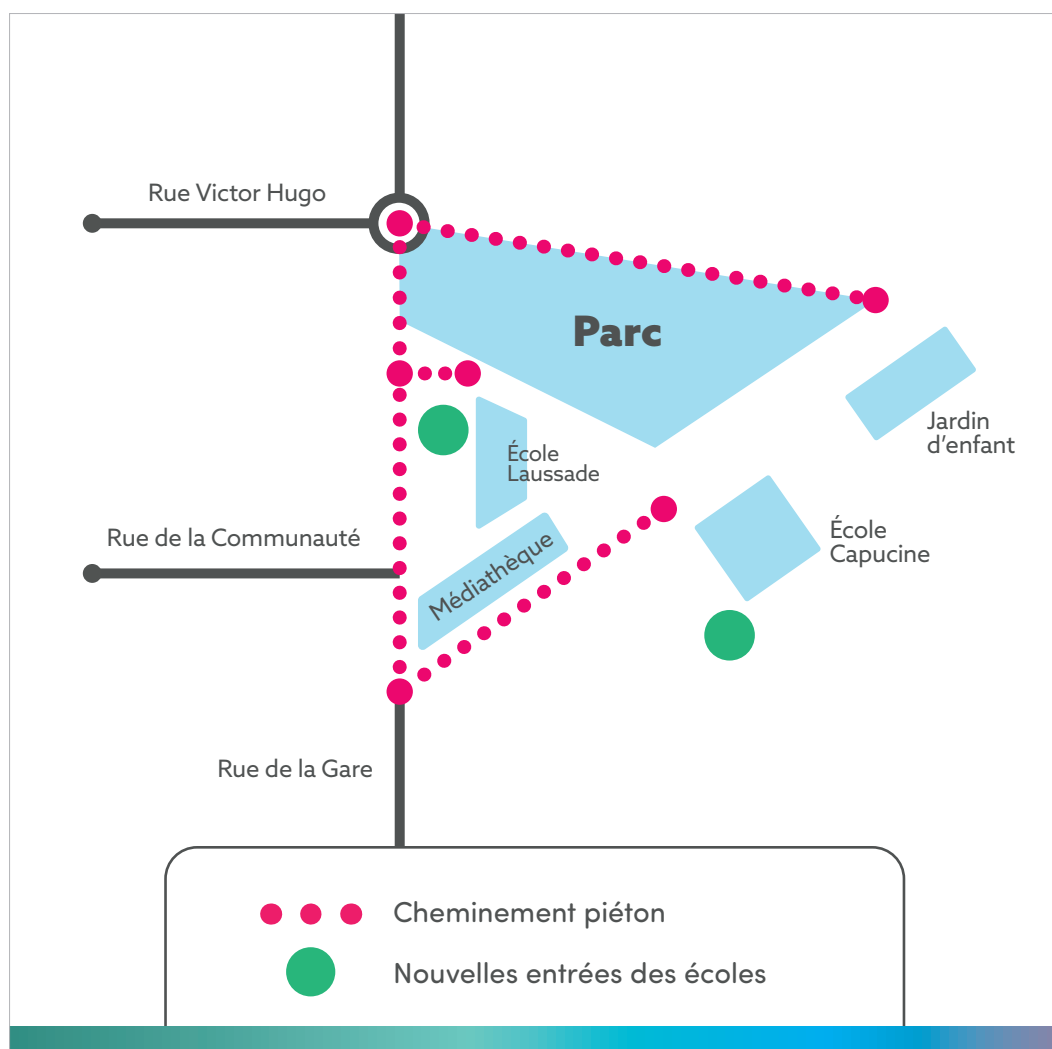 Rue Victor Hugo
Parc
Jardin
d'enfant
École
Laussade
École
Capucine
Rue de la Communauté
Médiathèque
Rue de la Gare
Cheminement piéton
Nouvelles entrées des écoles